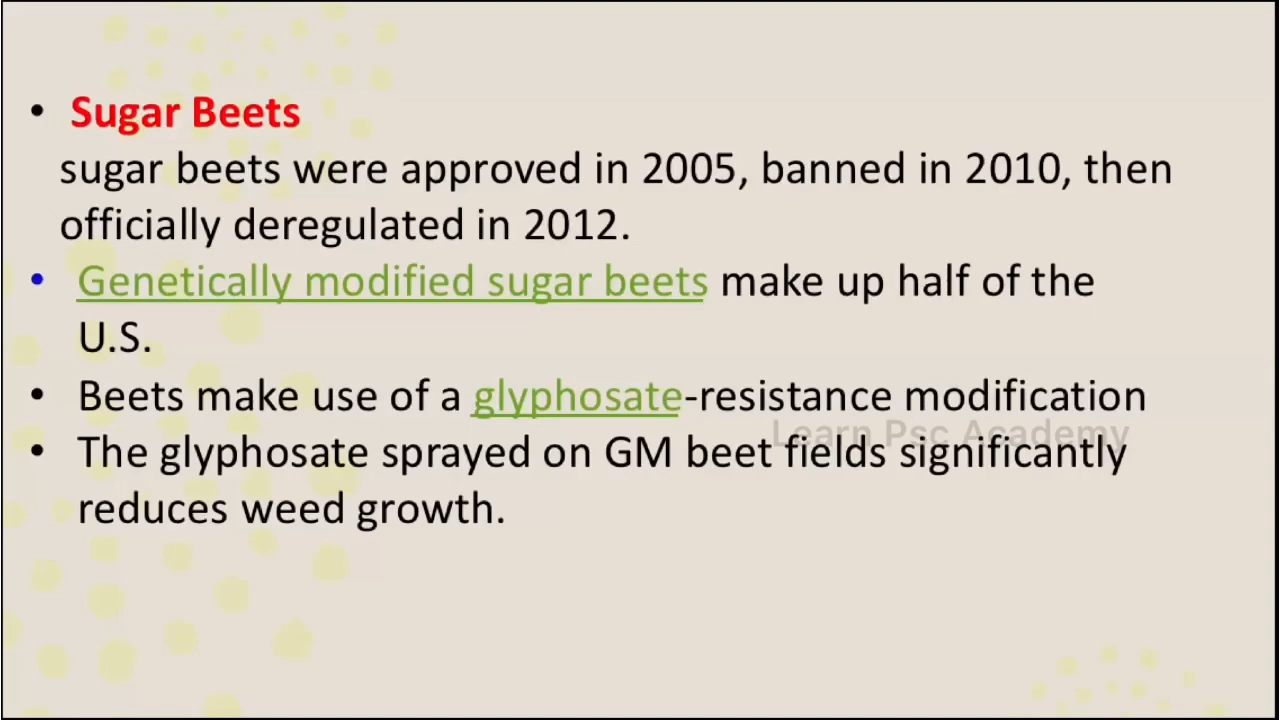 • Sugar Beets
sugar beets were approved in 2005, banned in 2010, then
officially deregulated in 2012.
• Genetically modified sugar beets make up half of the
U.S.
• Beets make use of a glyphosate-resistance modification
Learn Psc Academy
• The glyphosate sprayed on GM beet fields significantly
reduces weed growth.